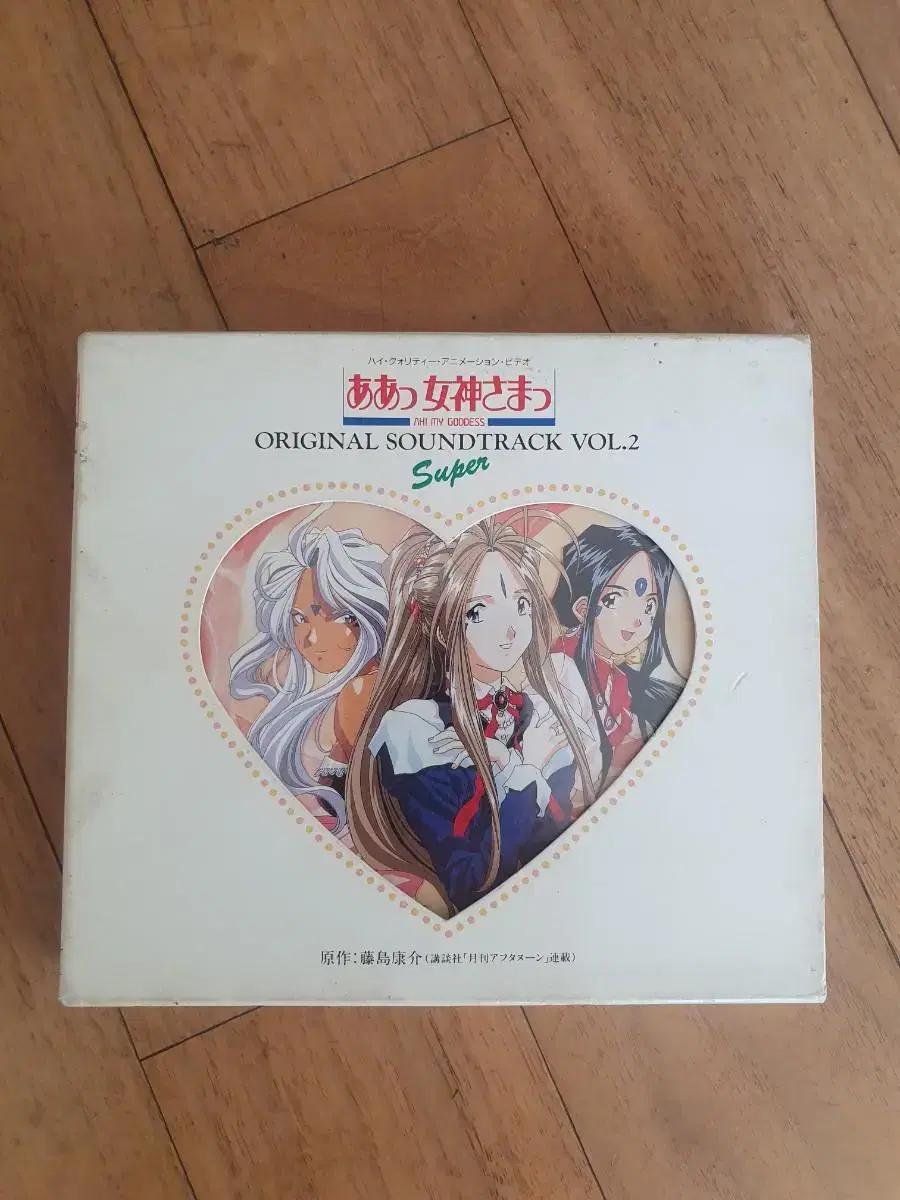 ハイ・クォリティー・アニメーション・ビデオ
ああっ女神さまっ
AH! MY GODDESS
ORIGINAL SOUNDTRACK VOL.2
Super
原作:藤島康介(講談社「月刊アフタヌーン」連載)